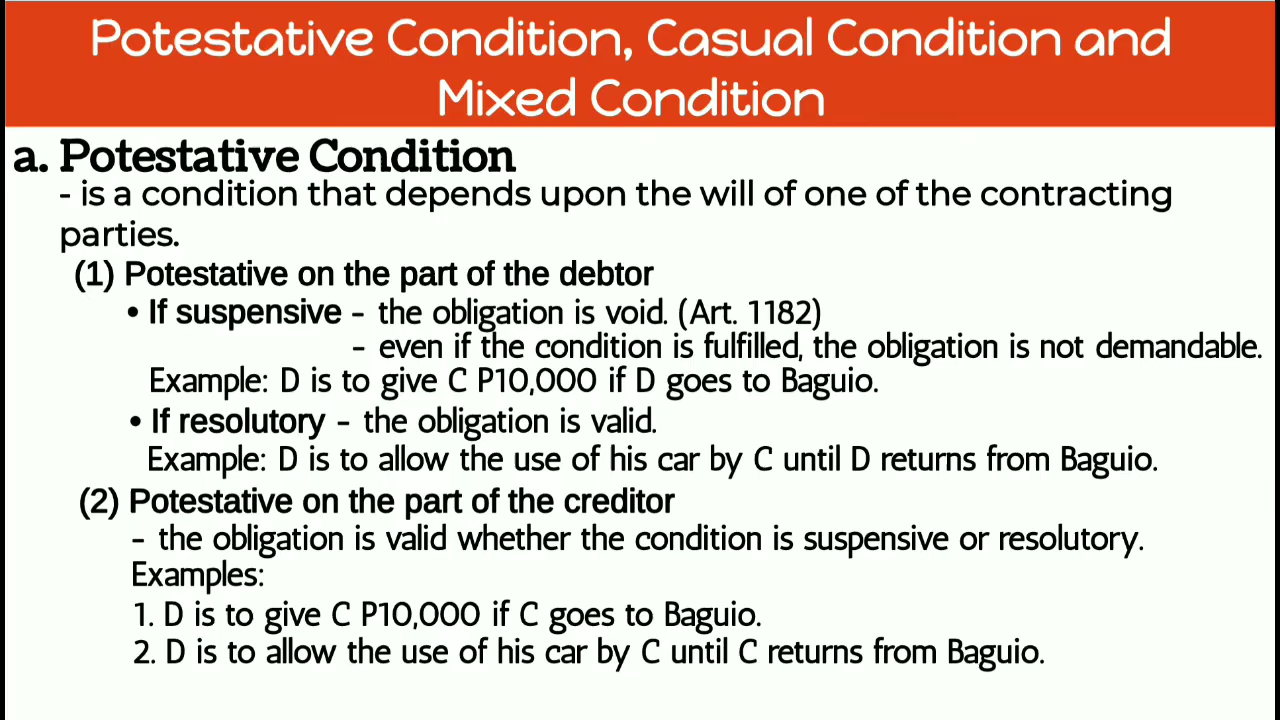 Potestative Condition, Casual Condition and
Mixed Condition
a. Potestative Condition
- is a condition that depends upon the will of one of the contracting
parties.
(1) Potestative on the part of the debtor
• If suspensive - the obligation is void. (Art. 1182)
- even if the condition is fulfilled, the obligation is not demandable.
Example: D is to give C P10,000 if D goes to Baguio.
• If resolutory - the obligation is valid.
Example: D is to allow the use of his car by C until D returns from Baguio.
(2) Potestative on the part of the creditor
- the obligation is valid whether the condition is suspensive or resolutory.
Examples:
1. D is to give C P10,000 if C goes to Baguio.
2. D is to allow the use of his car by C until C returns from Baguio.